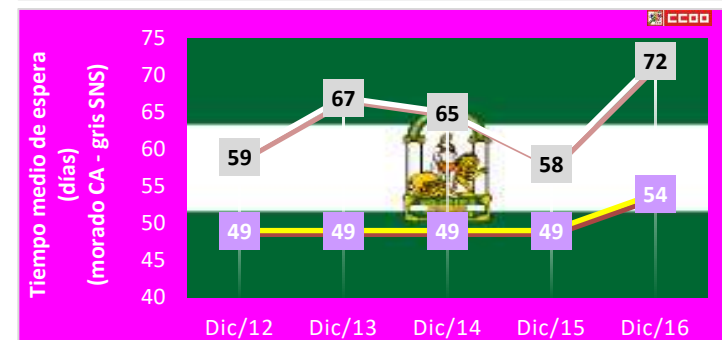 CCOO
Tiempo medio de espera
(días)
(morado CA - gris SNS)
75
70
65
60
55
50
45
40
59
67
65
58
72
49
49
49
49
54
Dic/12
Dic/13
Dic/14
Dic/15
Dic/16